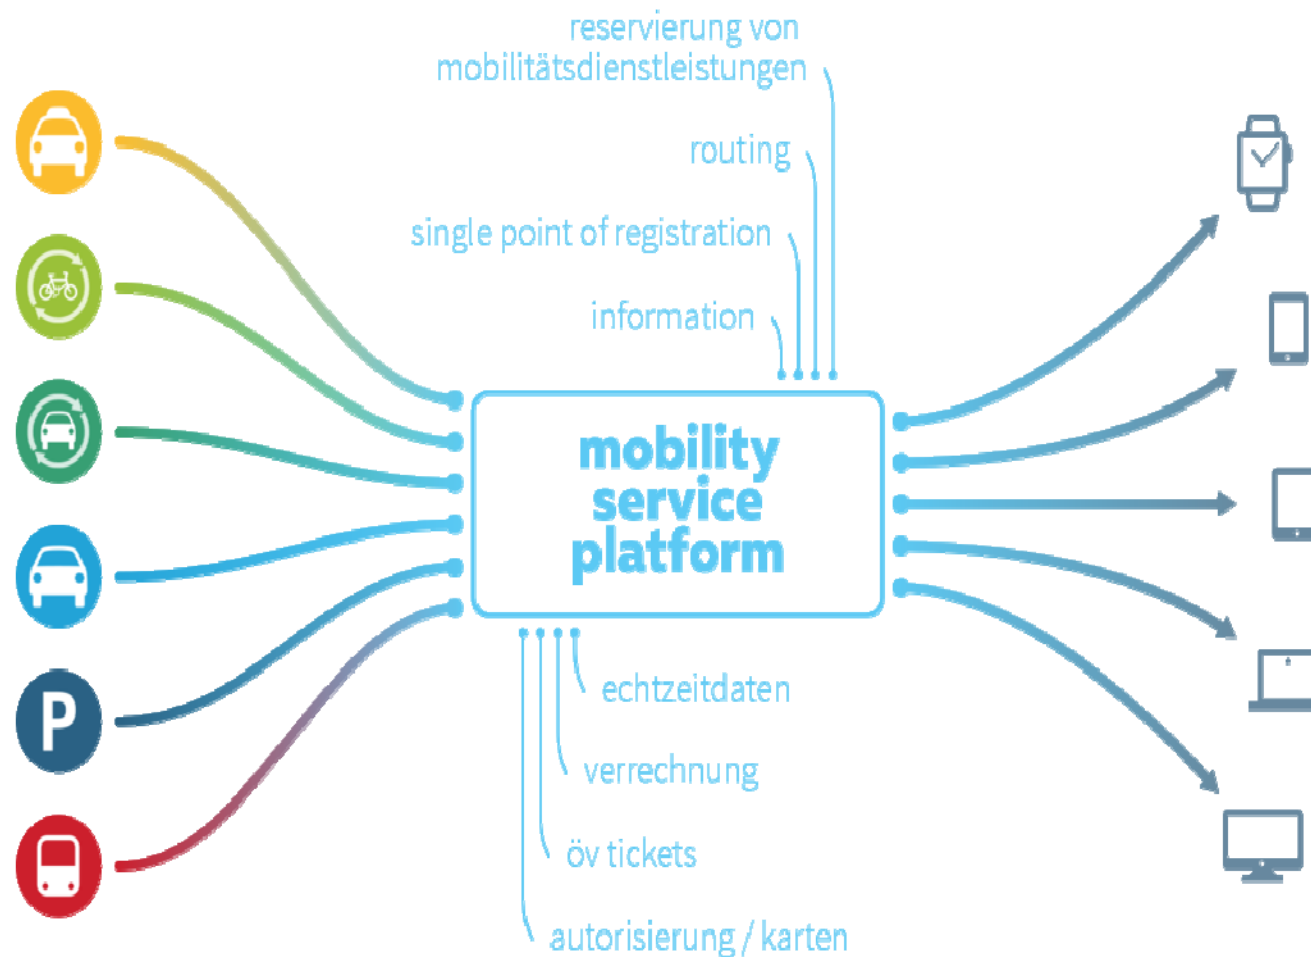 reservierung von
mobilitätsdienstleistungen
routing
single point of registration
information
mobility
service
platform
P
echtzeitdaten
verrechnung
öv tickets
autorisierung / karten